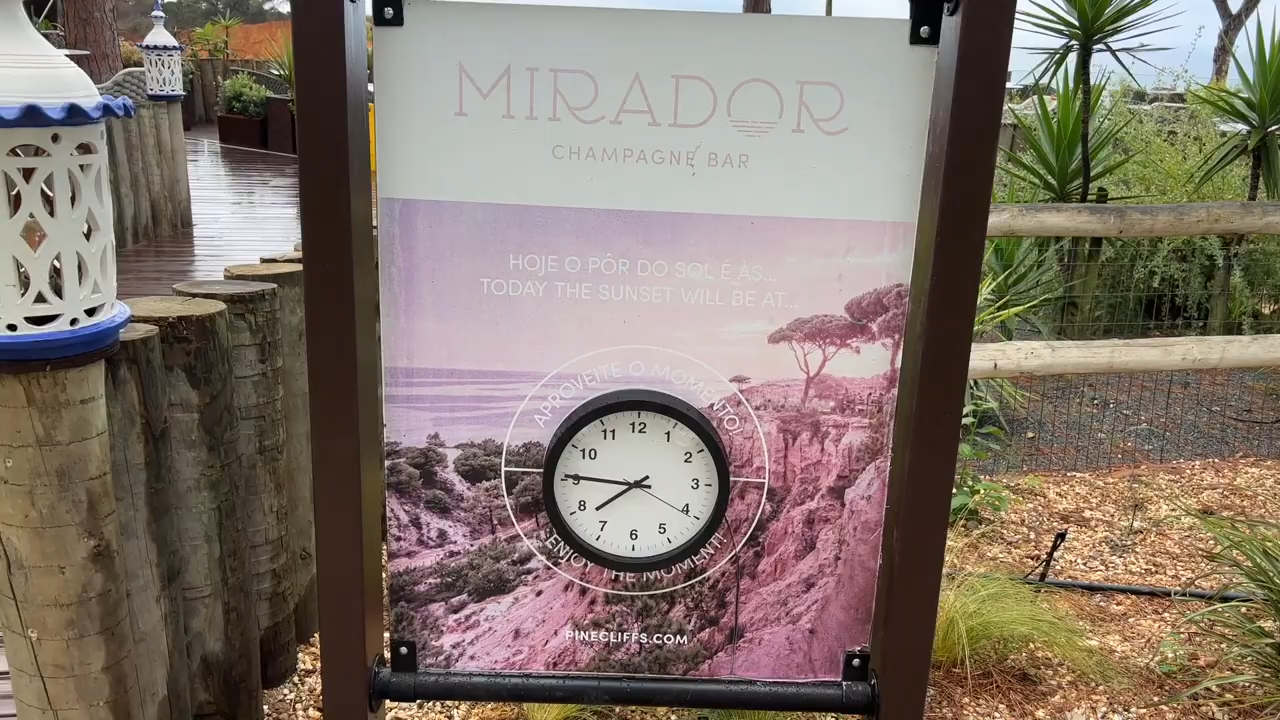 MIRADOR
CHAMPAGNE BAR
HOJE O PÔR DO SOL É ÀS...
TODAY THE SUNSET WILL BE AT...
APROVEITE O MOMENTO!
12
11 1
10 2
9 3
8 4
7 5
6
ENJOY THE MOMENT!
PINECLIFFS.COM